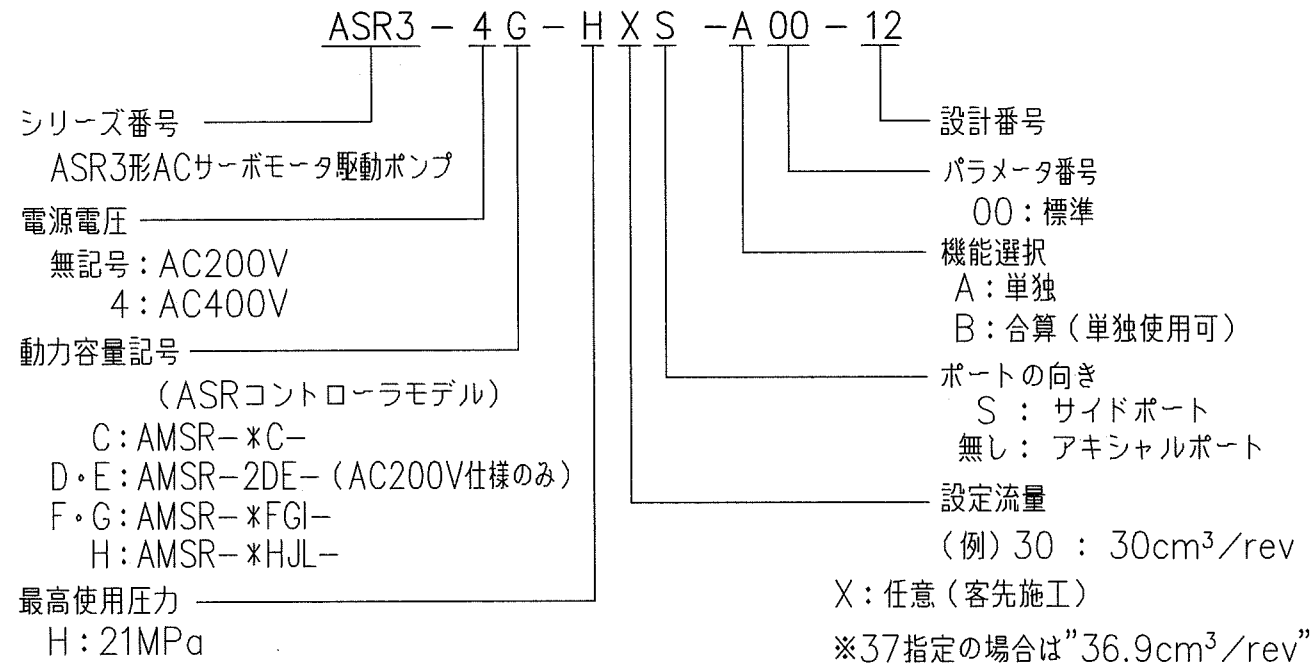 ASR3 - 4 G - H X S - A 00 - 12
シリーズ番号
ASR3形ACサーボモータ駆動ポンプ
電源電圧
無記号：AC200V
4：AC400V
動力容量記号
(ASRコントローラモデル)
C：AMSR-*C-
D・E：AMSR-2DE-(AC200V仕様のみ)
F・G：AMSR-*FGI-
H：AMSR-*HJL-
最高使用圧力
H：21MPa
設計番号
パラメータ番号
00：標準
機能選択
A：単独
B：合算(単独使用可)
ポートの向き
S ： サイドポート
無し： アキシャルポート
設定流量
(例) 30 ： 30cm³/rev
X：任意(客先施工)
※37指定の場合は"36.9cm³/rev"